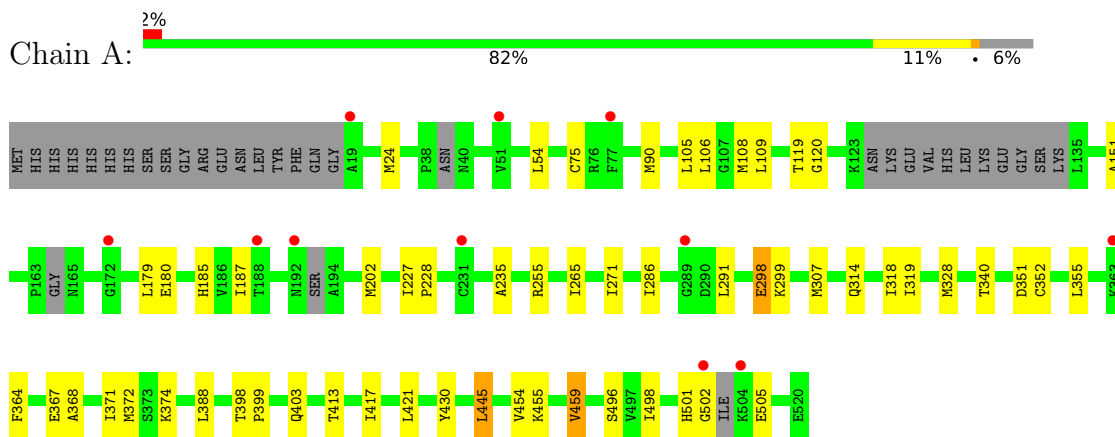 2%
Chain A:
82% 11% • 6%
MET HIS HIS HIS HIS HIS HIS SER SER GLY ARG GLU ASN LEU TYR PHE GLN GLY A19 M24 P38 ASN N40 V51 L54 C75 R76 F77 M90 L105 L106 G107 M108 L109 T119 G120 K123 ASN LYS GLU VAL HIS LEU LYS GLU GLY SER LYS L135 A151
P163 GLY N165 G172 L179 E180 H185 V186 I187 T188 N192 SER A194 M202 I227 P228 C231 A235 R255 I265 I271 I286 G289 D290 L291 E298 K299 M307 Q314 I318 I319 M328 T340 D351 C352 L355 K363
F364 E367 A368 I371 M372 S373 K374 L388 T398 P399 Q403 T413 I417 L421 Y430 L445 V454 K455 V459 S496 V497 I498 H501 G502 ILE K504 E505 E520